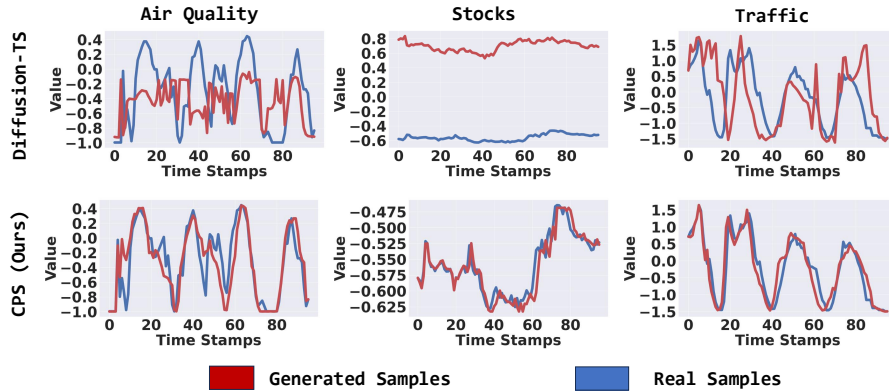 Air Quality
Stocks
Traffic
Diffusion-TS
Value
0.4
0.2
0.0
−0.2
−0.4
−0.6
−0.8
−1.0
0 20 40 60 80
Time Stamps
Value
0.8
0.6
0.4
0.2
0.0
−0.2
−0.4
−0.6
0 20 40 60 80
Time Stamps
Value
1.5
1.0
0.5
0.0
−0.5
−1.0
−1.5
0 20 40 60 80
Time Stamps
CPS (Ours)
Value
0.4
0.2
0.0
−0.2
−0.4
−0.6
−0.8
−1.0
0 20 40 60 80
Time Stamps
Value
−0.475
−0.500
−0.525
−0.550
−0.575
−0.600
−0.625
0 20 40 60 80
Time Stamps
Value
1.5
1.0
0.5
0.0
−0.5
−1.0
−1.5
0 20 40 60 80
Time Stamps
Generated Samples
Real Samples